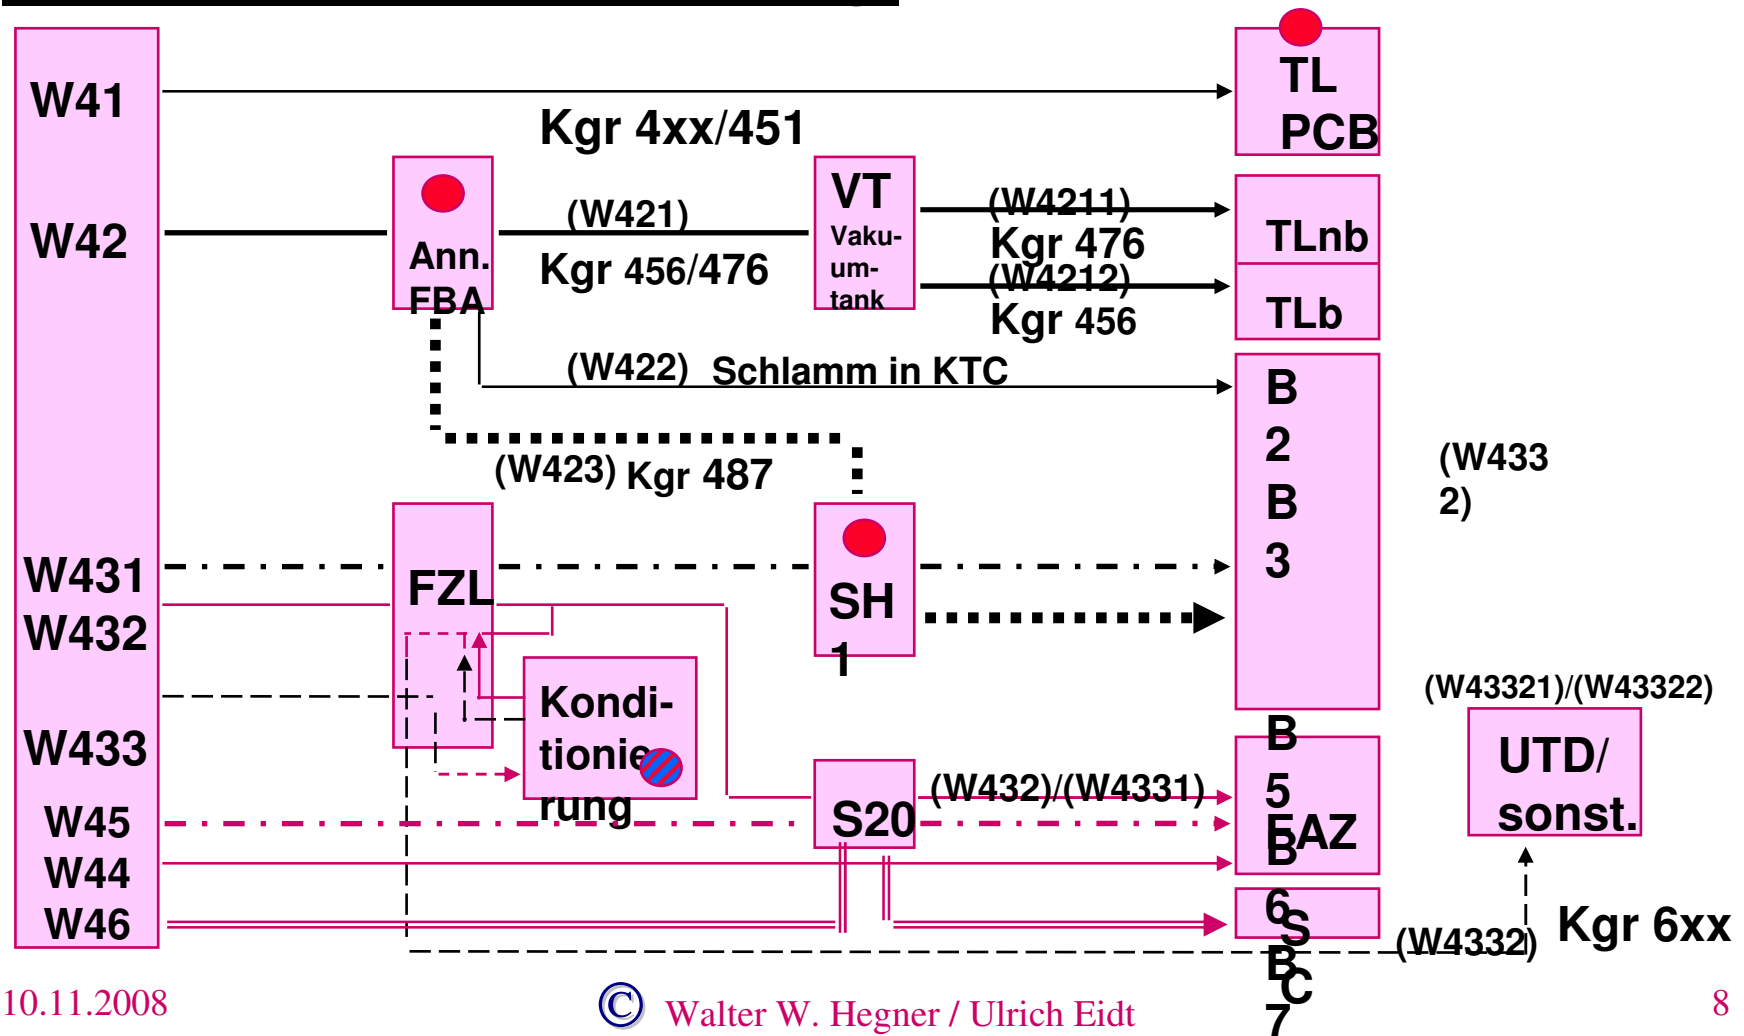 W41
Kgr 4xx/451
TL
PCB
W42
Ann.
FBA
(W421)
Kgr 456/476
VT
Vaku-
um-
tank
(W4211)
Kgr 476
(W4212)
Kgr 456
TLnb
TLb
(W422) Schlamm in KTC
(W423) Kgr 487
B
2
B
3
B
5
B
6
B
7
(W433
2)
W431
W432
W433
FZL
SH
1
Kondi-
tionie
rung
(W43321)/(W43322)
UTD/
sonst.
W45
W44
W46
S20
(W432)/(W4331)
FAZ
S
C
(W4332)
Kgr 6xx
10.11.2008
© Walter W. Hegner / Ulrich Eidt
8